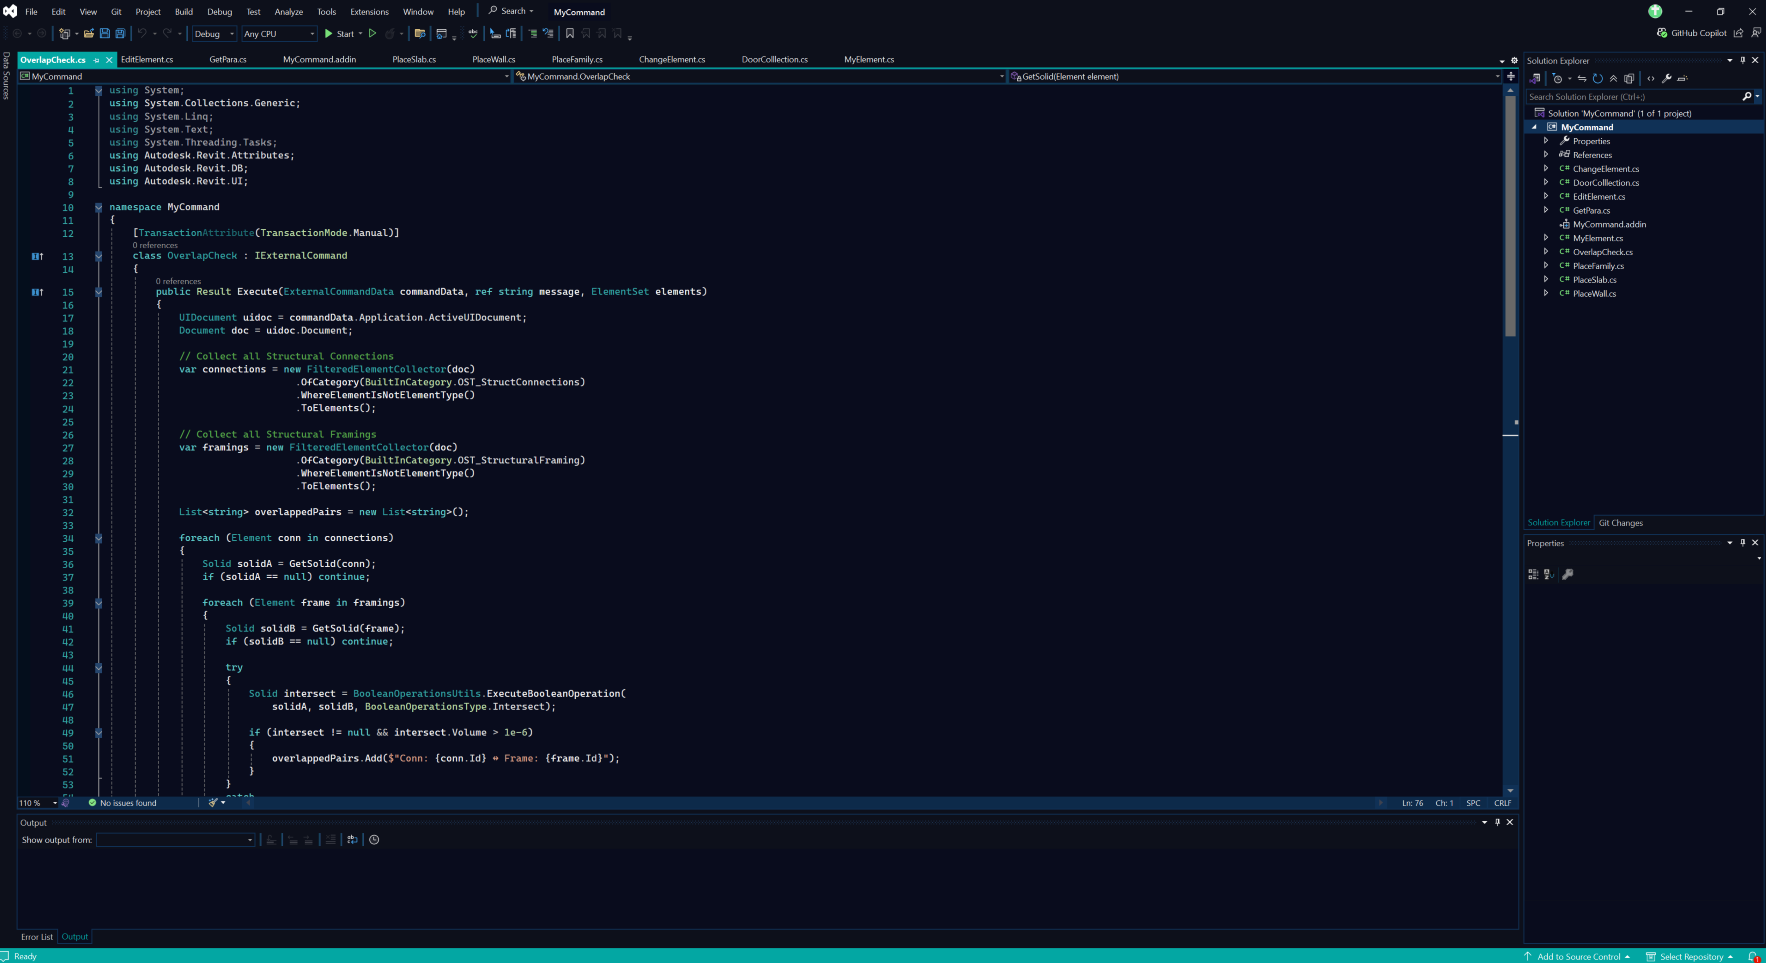 File Edit View Git Project Build Debug Test Analyze Tools Extensions Window Help Search MyCommand
Debug Any CPU Start GitHub Copilot
Data Sources
OverlapCheck.cs EditElement.cs GetPara.cs MyCommand.addin PlaceSlab.cs PlaceWall.cs PlaceFamily.cs ChangeElement.cs DoorColllection.cs MyElement.cs
MyCommand MyCommand.OverlapCheck GetSolid(Element element)
1 using System;
2 using System.Collections.Generic;
3 using System.Linq;
4 using System.Text;
5 using System.Threading.Tasks;
6 using Autodesk.Revit.Attributes;
7 using Autodesk.Revit.DB;
8 using Autodesk.Revit.UI;
9
10 namespace MyCommand
11 {
12 [TransactionAttribute(TransactionMode.Manual)]
0 references
13 class OverlapCheck : IExternalCommand
14 {
0 references
15 public Result Execute(ExternalCommandData commandData, ref string message, ElementSet elements)
16 {
17 UIDocument uidoc = commandData.Application.ActiveUIDocument;
18 Document doc = uidoc.Document;
19
20 // Collect all Structural Connections
21 var connections = new FilteredElementCollector(doc)
22 .OfCategory(BuiltInCategory.OST_StructConnections)
23 .WhereElementIsNotElementType()
24 .ToElements();
25
26 // Collect all Structural Framings
27 var framings = new FilteredElementCollector(doc)
28 .OfCategory(BuiltInCategory.OST_StructuralFraming)
29 .WhereElementIsNotElementType()
30 .ToElements();
31
32 List<string> overlappedPairs = new List<string>();
33
34 foreach (Element conn in connections)
35 {
36 Solid solidA = GetSolid(conn);
37 if (solidA == null) continue;
38
39 foreach (Element frame in framings)
40 {
41 Solid solidB = GetSolid(frame);
42 if (solidB == null) continue;
43
44 try
45 {
46 Solid intersect = BooleanOperationsUtils.ExecuteBooleanOperation(
47 solidA, solidB, BooleanOperationsType.Intersect);
48
49 if (intersect != null && intersect.Volume > 1e-6)
50 {
51 overlappedPairs.Add($"Conn: {conn.Id} ↔ Frame: {frame.Id}");
52 }
53 }
110 % No issues found Ln: 76 Ch: 1 SPC CRLF
Output
Show output from:
Error List Output
Solution Explorer
Search Solution Explorer (Ctrl+;)
Solution 'MyCommand' (1 of 1 project)
MyCommand
Properties
References
C# ChangeElement.cs
C# DoorColllection.cs
C# EditElement.cs
C# GetPara.cs
MyCommand.addin
C# MyElement.cs
C# OverlapCheck.cs
C# PlaceFamily.cs
C# PlaceSlab.cs
C# PlaceWall.cs
Solution Explorer Git Changes
Properties
Ready Add to Source Control Select Repository